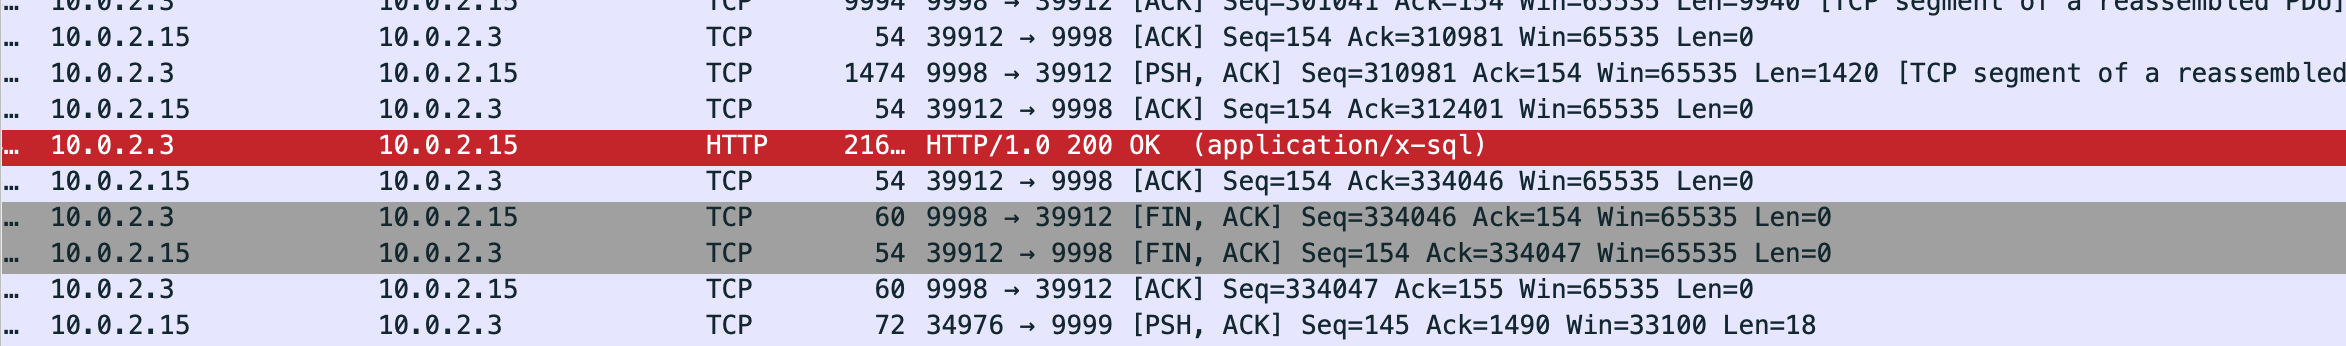 … 10.0.2.3 10.0.2.15 TCP 9994 9998 → 39912 [ACK] Seq=301041 Ack=154 Win=65535 Len=9940 [TCP segment of a reassembled PDU]
… 10.0.2.15 10.0.2.3 TCP 54 39912 → 9998 [ACK] Seq=154 Ack=310981 Win=65535 Len=0
… 10.0.2.3 10.0.2.15 TCP 1474 9998 → 39912 [PSH, ACK] Seq=310981 Ack=154 Win=65535 Len=1420 [TCP segment of a reassembled
… 10.0.2.15 10.0.2.3 TCP 54 39912 → 9998 [ACK] Seq=154 Ack=312401 Win=65535 Len=0
… 10.0.2.3 10.0.2.15 HTTP 216… HTTP/1.0 200 OK (application/x-sql)
… 10.0.2.15 10.0.2.3 TCP 54 39912 → 9998 [ACK] Seq=154 Ack=334046 Win=65535 Len=0
… 10.0.2.3 10.0.2.15 TCP 60 9998 → 39912 [FIN, ACK] Seq=334046 Ack=154 Win=65535 Len=0
… 10.0.2.15 10.0.2.3 TCP 54 39912 → 9998 [FIN, ACK] Seq=154 Ack=334047 Win=65535 Len=0
… 10.0.2.3 10.0.2.15 TCP 60 9998 → 39912 [ACK] Seq=334047 Ack=155 Win=65535 Len=0
… 10.0.2.15 10.0.2.3 TCP 72 34976 → 9999 [PSH, ACK] Seq=145 Ack=1490 Win=33100 Len=18